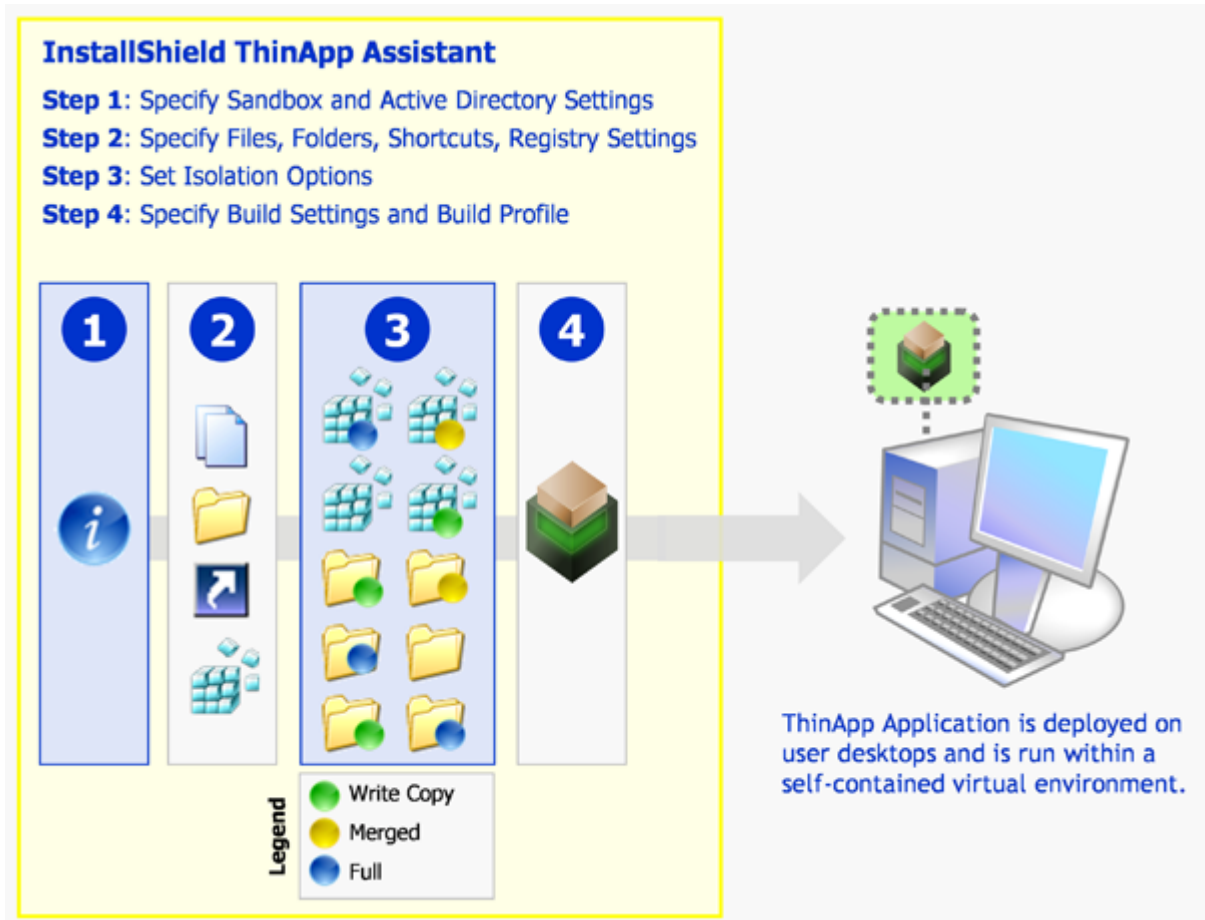 InstallShield ThinApp Assistant
Step 1: Specify Sandbox and Active Directory Settings
Step 2: Specify Files, Folders, Shortcuts, Registry Settings
Step 3: Set Isolation Options
Step 4: Specify Build Settings and Build Profile
1
2
3
4
i
ThinApp Application is deployed on
user desktops and is run within a
self-contained virtual environment.
Legend
Write Copy
Merged
Full